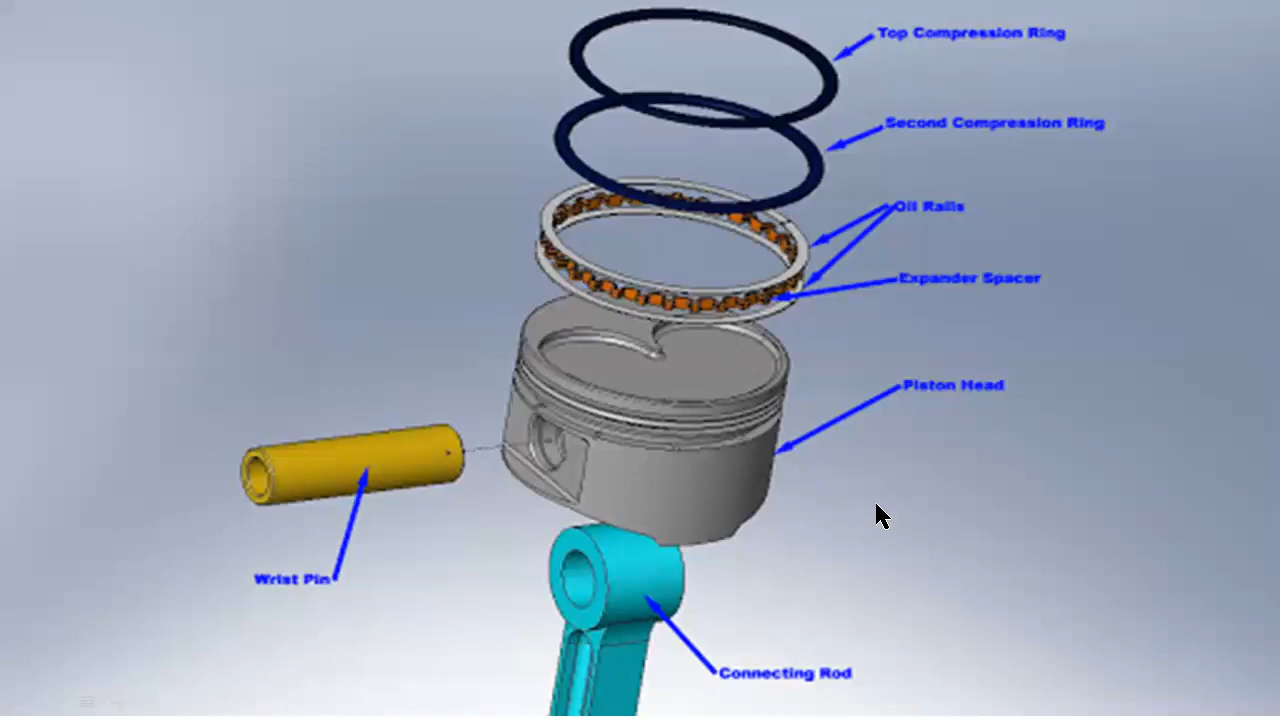 Top Compression Ring
Second Compression Ring
Oil Rails
Expander Spacer
Piston Head
Wrist Pin
Connecting Rod